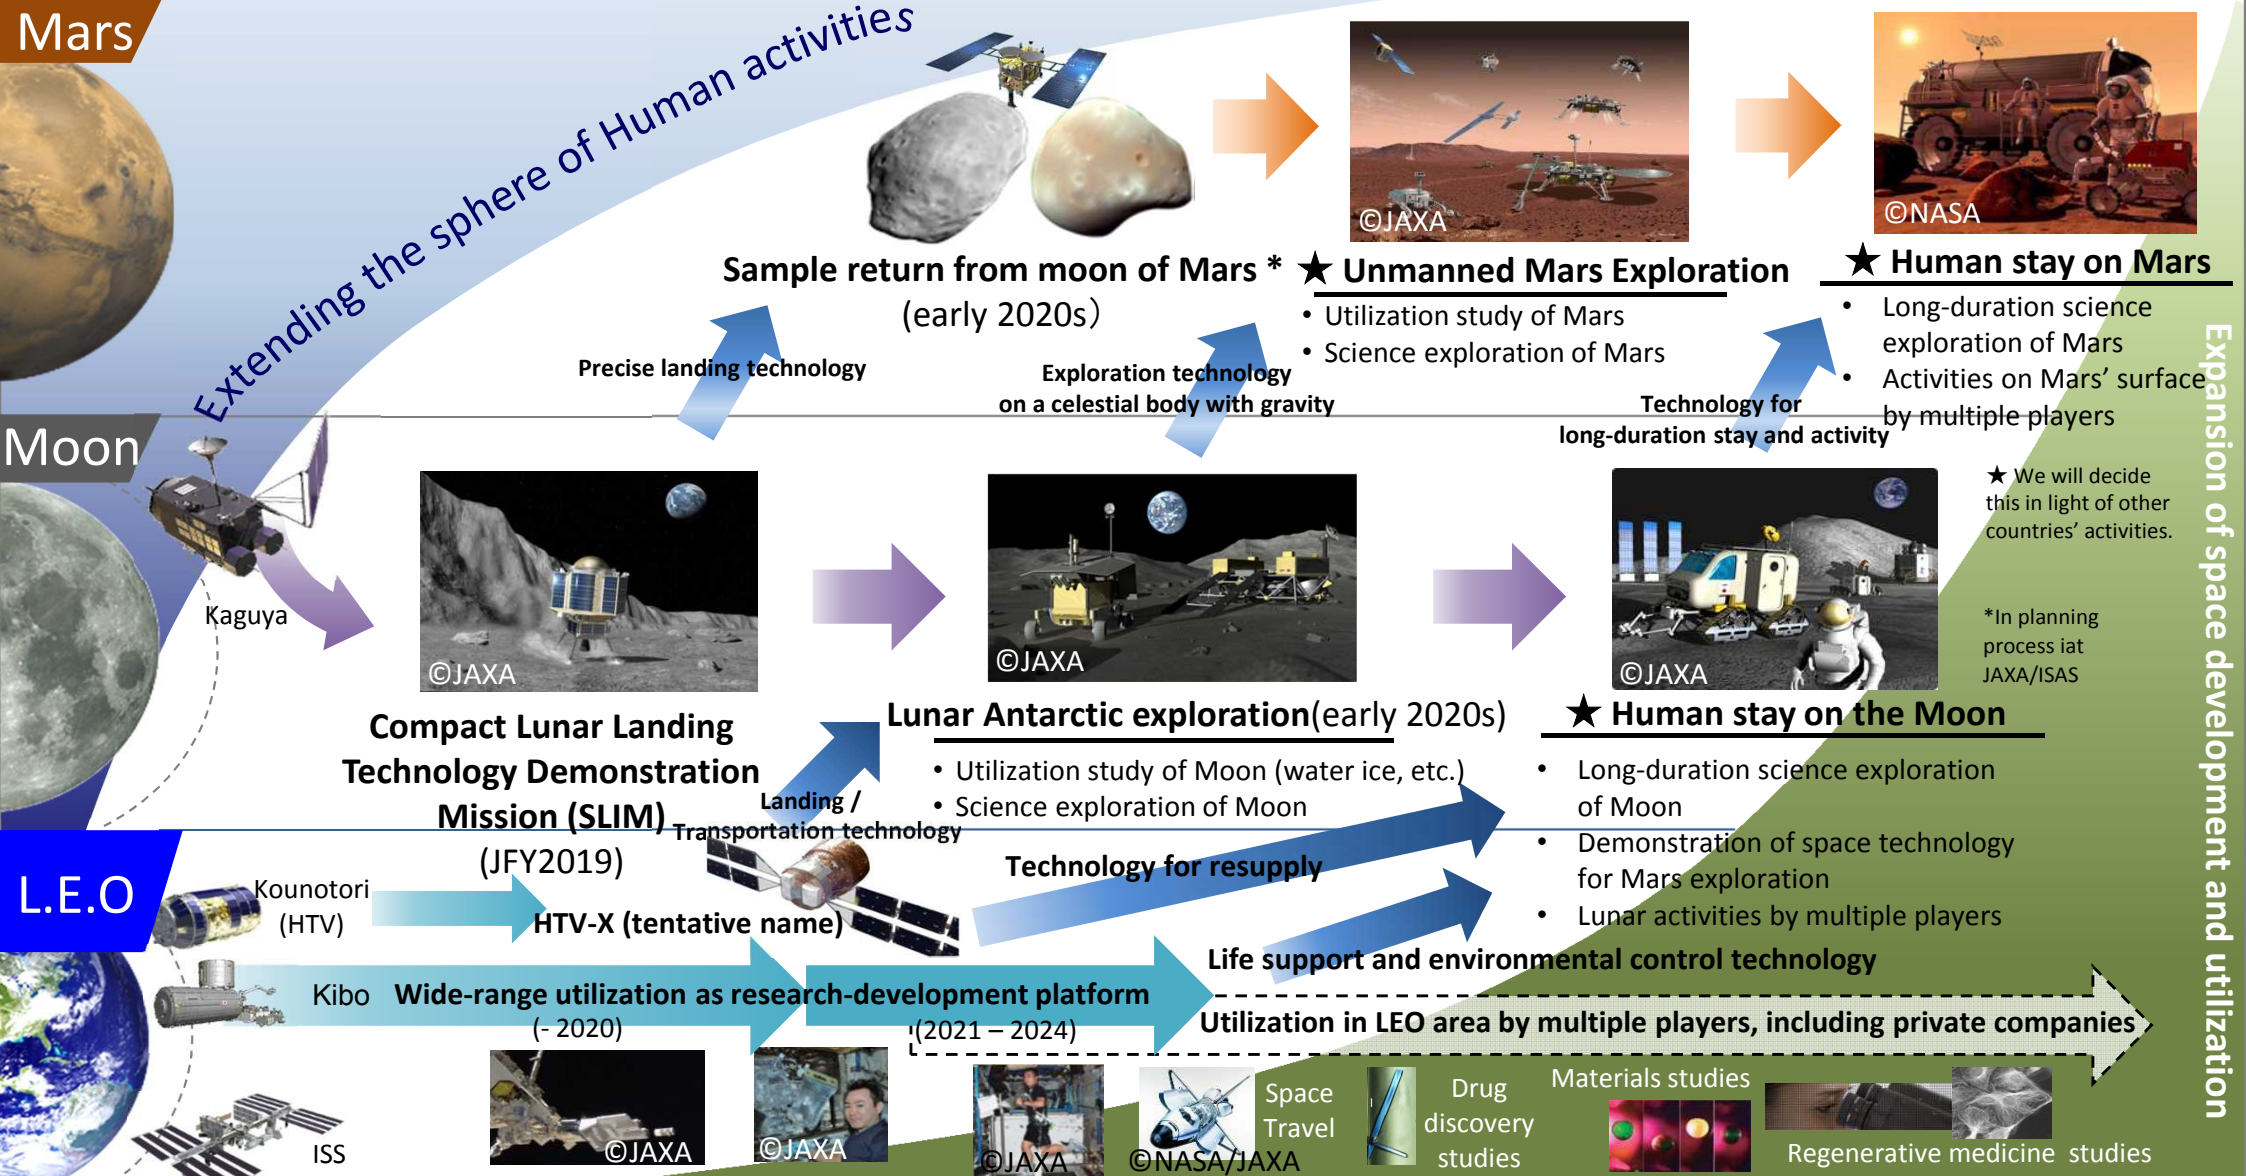 Mars
Extending the sphere of Human activities
©JAXA
©NASA
Sample return from moon of Mars *
(early 2020s）
★ Unmanned Mars Exploration
• Utilization study of Mars
• Science exploration of Mars
★ Human stay on Mars
• Long-duration science
exploration of Mars
• Activities on Mars’ surface
by multiple players
Precise landing technology
Exploration technology
on a celestial body with gravity
Technology for
long-duration stay and activity
Expansion of space development and utilization
Moon
Kaguya
©JAXA
©JAXA
©JAXA
★ We will decide
this in light of other
countries’ activities.
*In planning
process iat
JAXA/ISAS
Compact Lunar Landing
Technology Demonstration
Mission (SLIM)
(JFY2019)
Lunar Antarctic exploration(early 2020s)
• Utilization study of Moon (water ice, etc.)
• Science exploration of Moon
★ Human stay on the Moon
• Long-duration science exploration
of Moon
• Demonstration of space technology
for Mars exploration
• Lunar activities by multiple players
Landing /
Transportation technology
Technology for resupply
L.E.O
Kounotori
(HTV)
HTV-X (tentative name)
Life support and environmental control technology
Kibo
Wide-range utilization as research-development platform
(- 2020)
(2021 – 2024)
Utilization in LEO area by multiple players, including private companies
ISS
©JAXA
©JAXA
©JAXA
©NASA/JAXA
Space
Travel
Drug
discovery
studies
Materials studies
Regenerative medicine studies